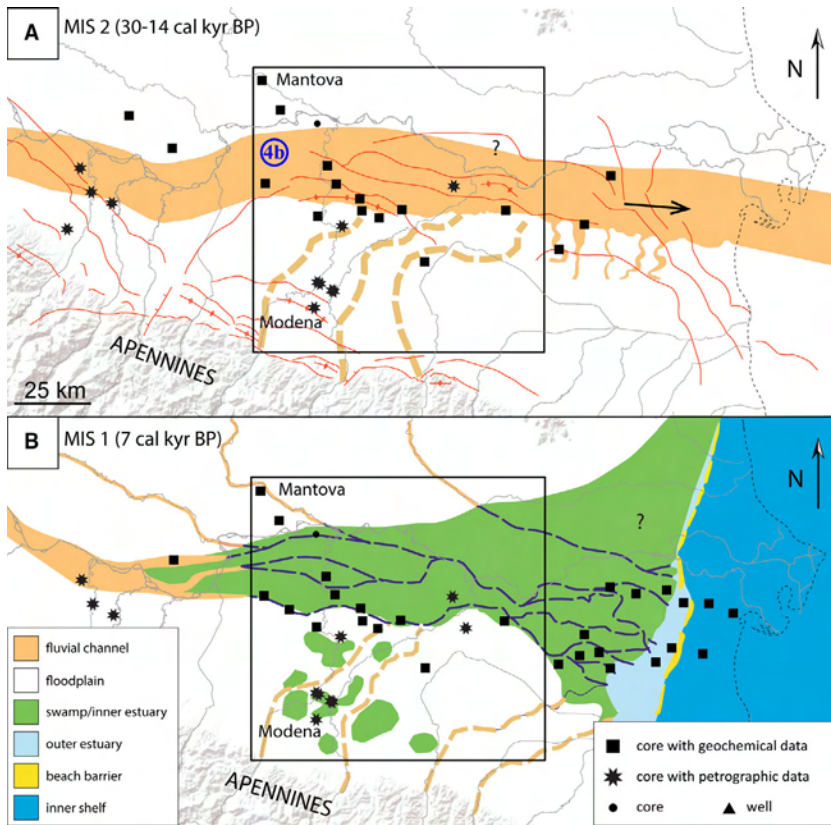 A
MIS 2 (30-14 cal kyr BP)
N
Mantova
4b
?
Modena
APENNINES
25 km
B
MIS 1 (7 cal kyr BP)
N
Mantova
?
Modena
APENNINES
fluvial channel
floodplain
swamp/inner estuary
outer estuary
beach barrier
inner shelf
core with geochemical data
core with petrographic data
core
well